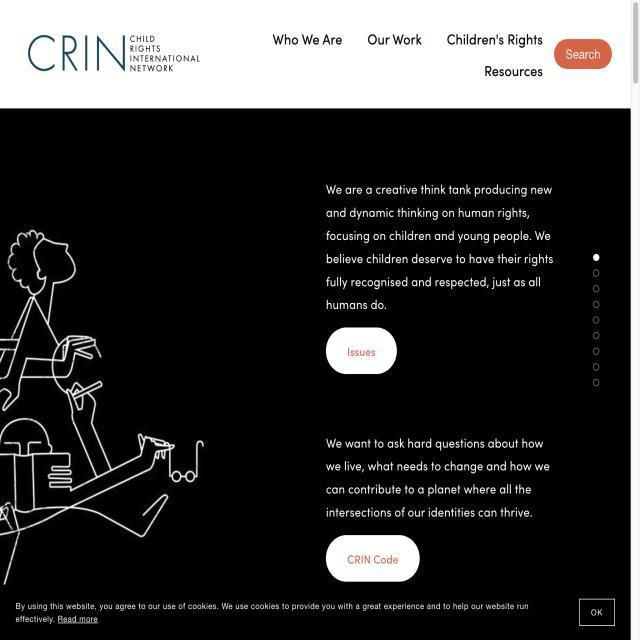 CRIN
CHILD
RIGHTS
INTERNATIONAL
NETWORK
Who We Are
Our Work
Children's Rights
Resources
Search
We are a creative think tank producing new
and dynamic thinking on human rights,
focusing on children and young people. We
believe children deserve to have their rights
fully recognised and respected, just as all
humans do.
Issues
We want to ask hard questions about how
we live, what needs to change and how we
can contribute to a planet where all the
intersections of our identities can thrive.
CRIN Code
By using this website, you agree to our use of cookies. We use cookies to provide you with a great experience and to help our website run
effectively. Read more
OK